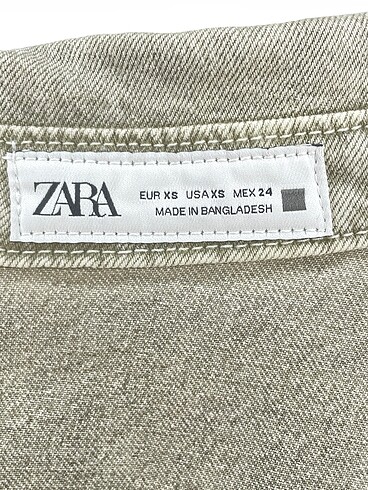 ZARA
EUR XS USA XS MEX 24
MADE IN BANGLADESH